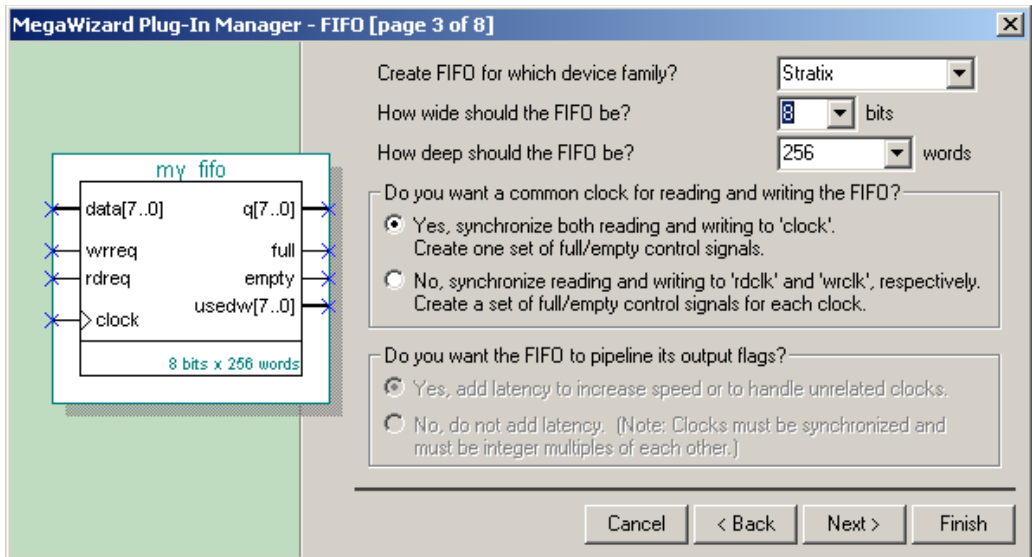 MegaWizard Plug-In Manager - FIFO [page 3 of 8]
Create FIFO for which device family? Stratix
How wide should the FIFO be? 8 bits
How deep should the FIFO be? 256 words
my fifo
data[7..0] q[7..0]
wrreq full
rdreq empty
usedw[7..0]
clock
8 bits x 256 words
Do you want a common clock for reading and writing the FIFO?
Yes, synchronize both reading and writing to 'clock'.
Create one set of full/empty control signals.
No, synchronize reading and writing to 'rdclk' and 'wrclk', respectively.
Create a set of full/empty control signals for each clock.
Do you want the FIFO to pipeline its output flags?
Yes, add latency to increase speed or to handle unrelated clocks.
No, do not add latency. (Note: Clocks must be synchronized and
must be integer multiples of each other.)
Cancel < Back Next > Finish